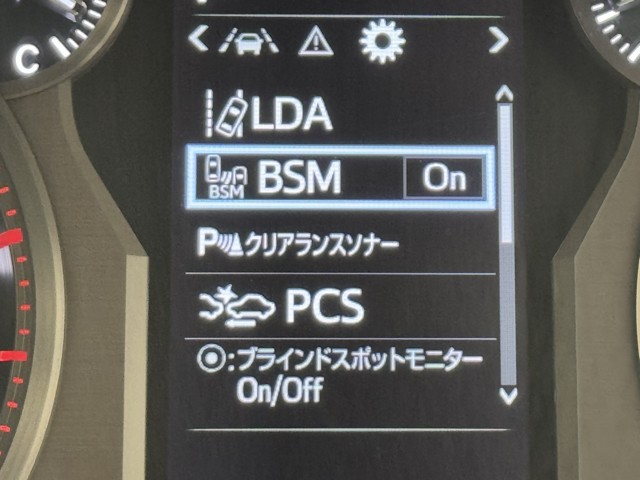 C
LDA
BSM BSM On
P クリアランスソナー
PCS
◉:ブラインドスポットモニター
On/Off